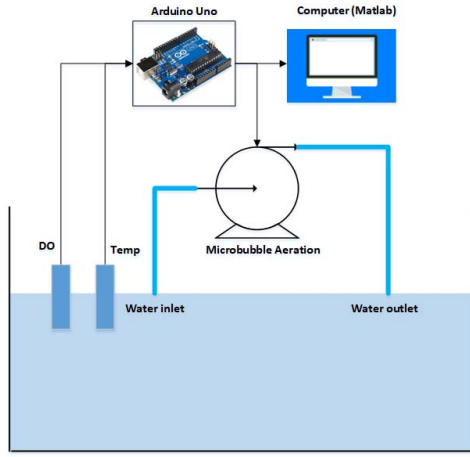 Arduino Uno
Computer (Matlab)
DO
Temp
Microbubble Aeration
Water inlet
Water outlet